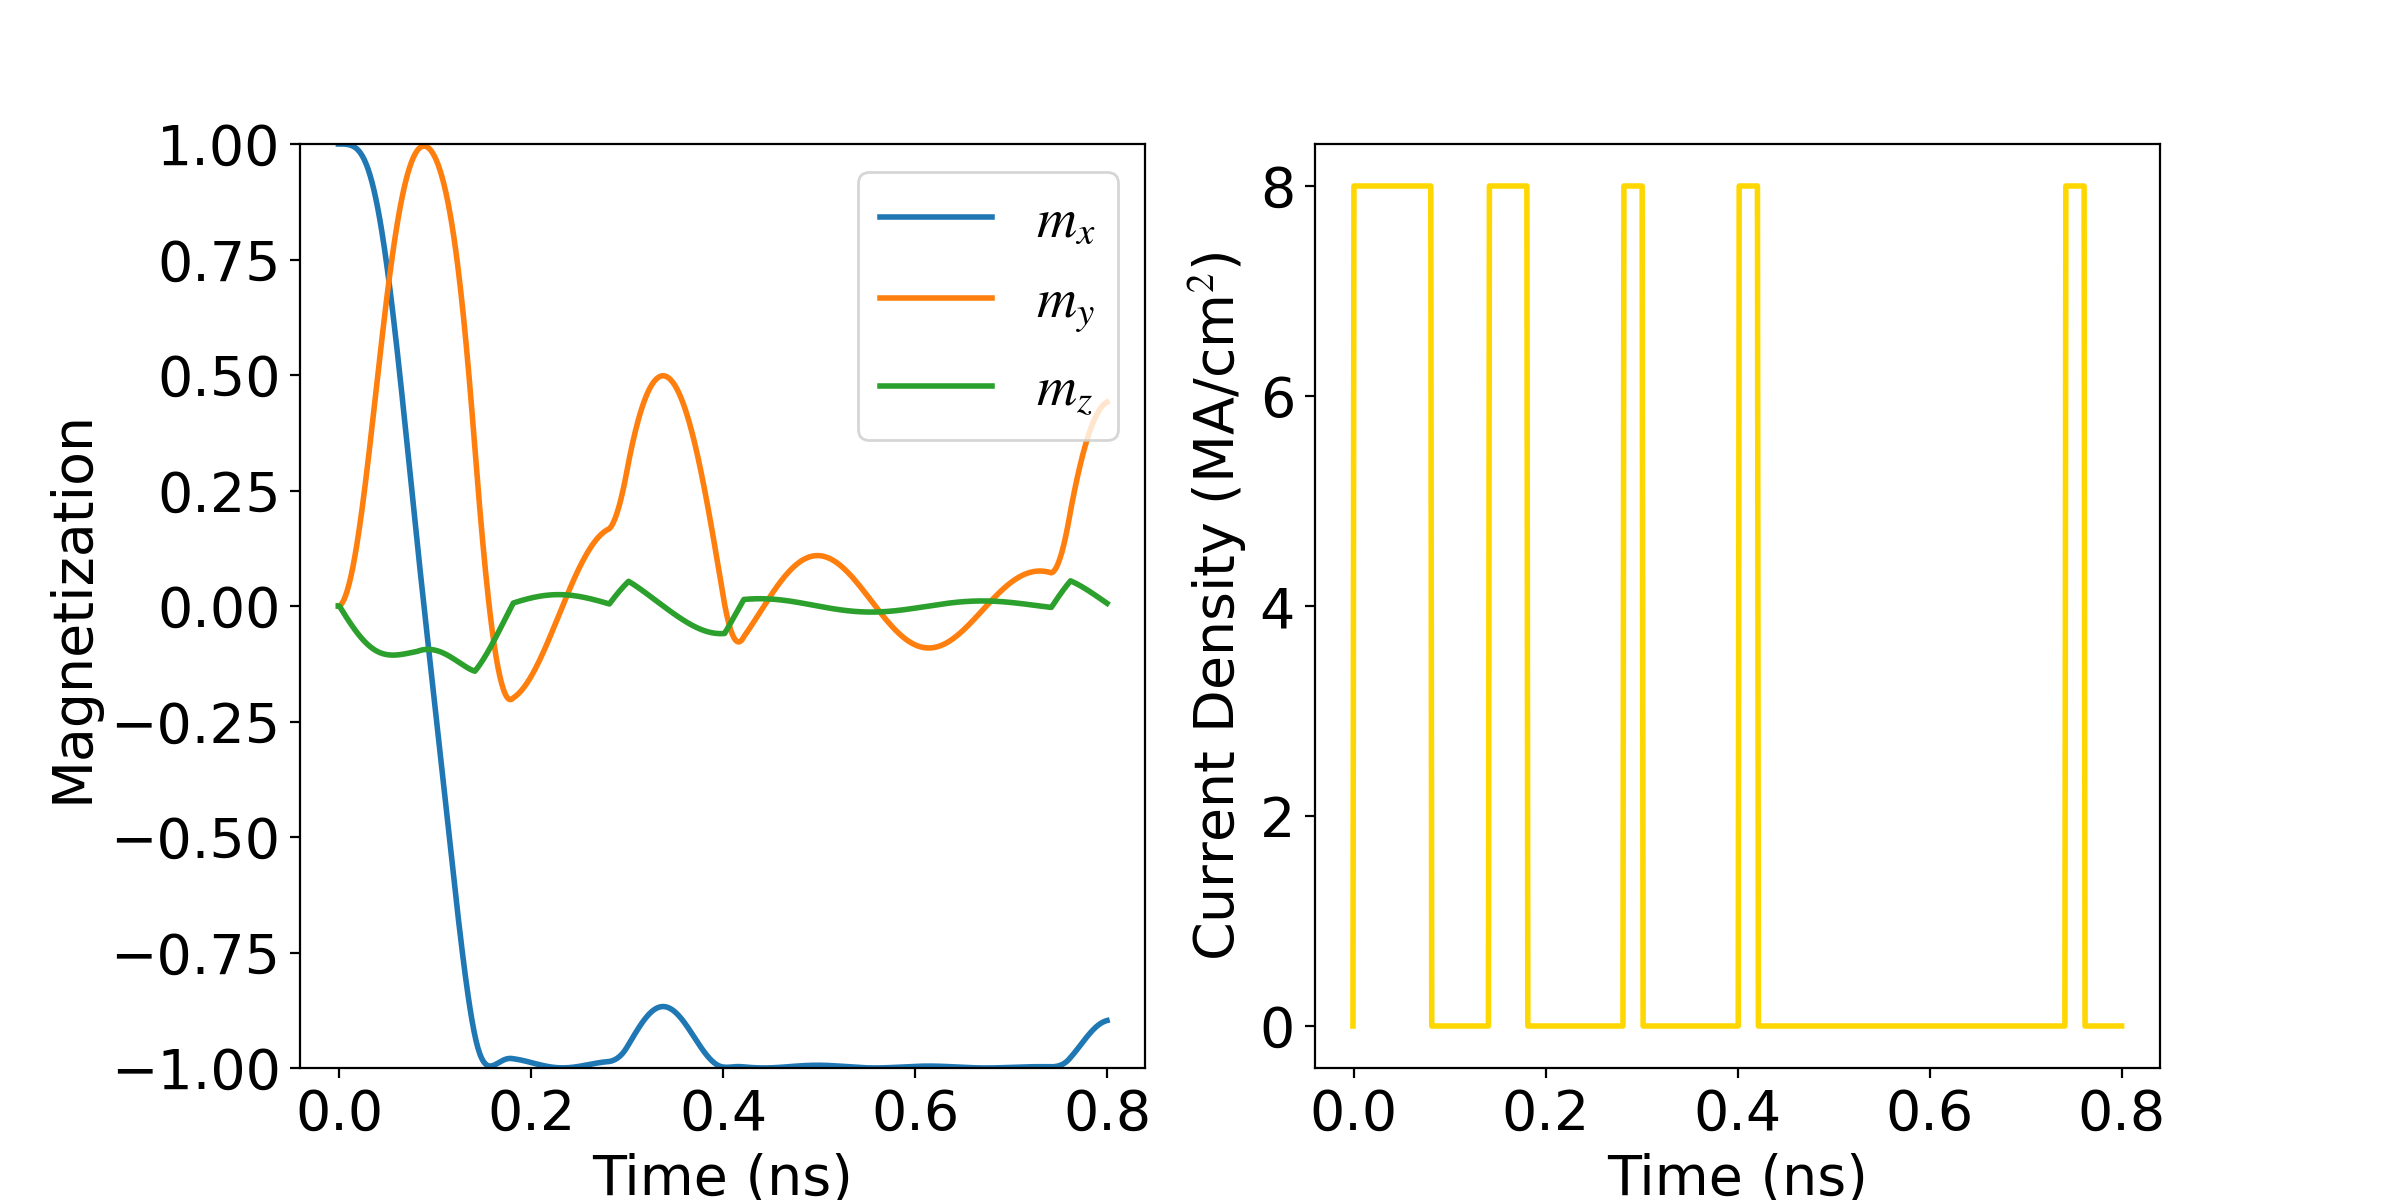 Magnetization
1.00
0.75
0.50
0.25
0.00
−0.25
−0.50
−0.75
−1.00
0.0 0.2 0.4 0.6 0.8
Time (ns)
m_x
m_y
m_z
Current Density (MA/cm²)
8
6
4
2
0
0.0 0.2 0.4 0.6 0.8
Time (ns)